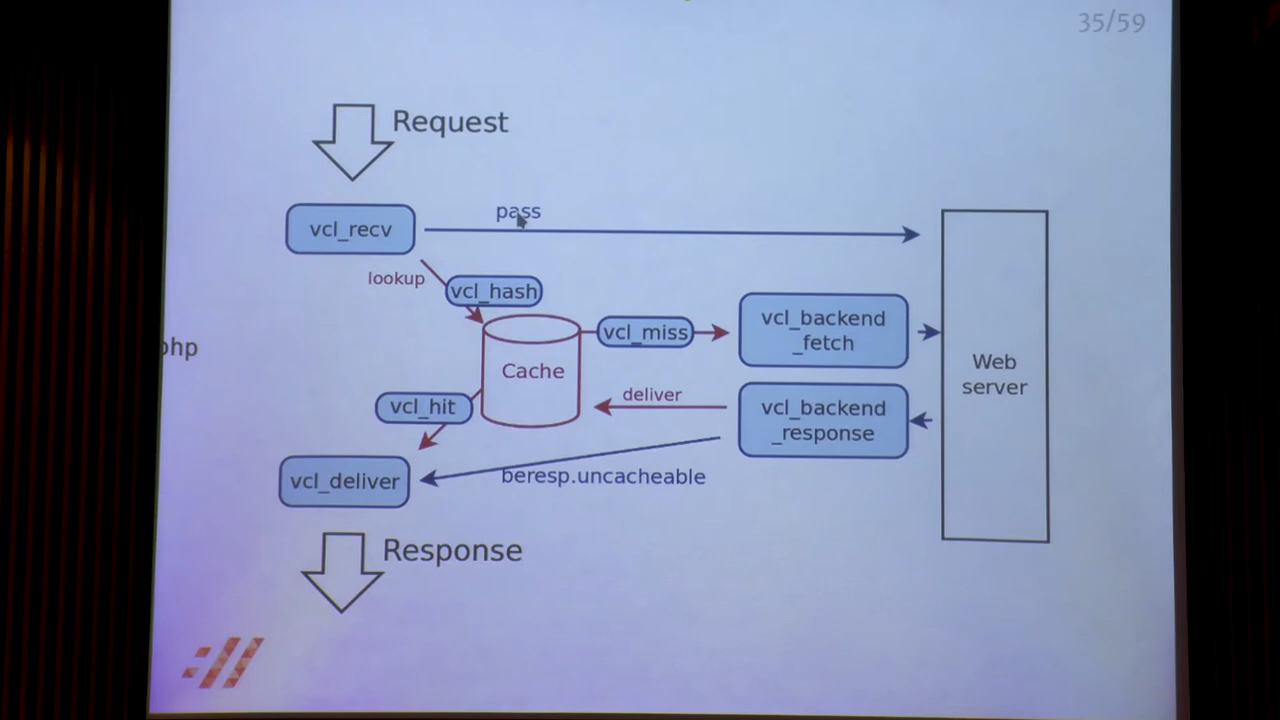 35/59
Request
vcl_recv
pass
lookup
vcl_hash
vcl_miss
vcl_backend
_fetch
php
Cache
Web
server
deliver
vcl_hit
vcl_backend
_response
vcl_deliver
beresp.uncacheable
Response